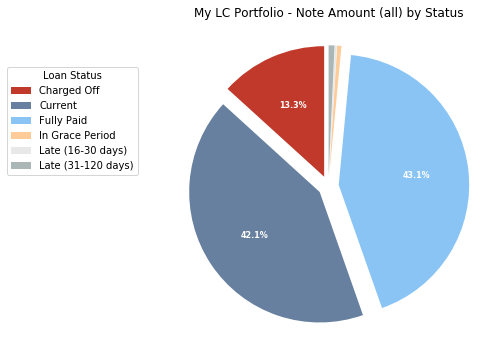 My LC Portfolio - Note Amount (all) by Status
Loan Status
Charged Off
Current
Fully Paid
In Grace Period
Late (16-30 days)
Late (31-120 days)
13.3%
43.1%
42.1%